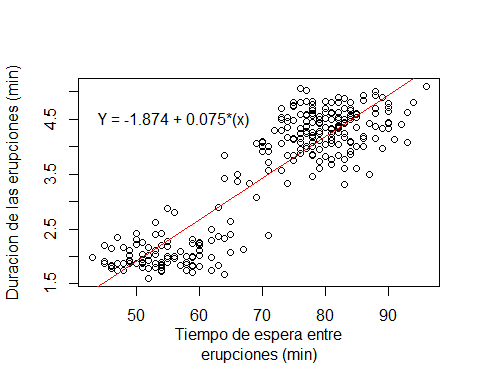 Y = -1.874 + 0.075*(x)
Duracion de las erupciones (min)
4.5
3.5
2.5
1.5
50 60 70 80 90
Tiempo de espera entre
erupciones (min)